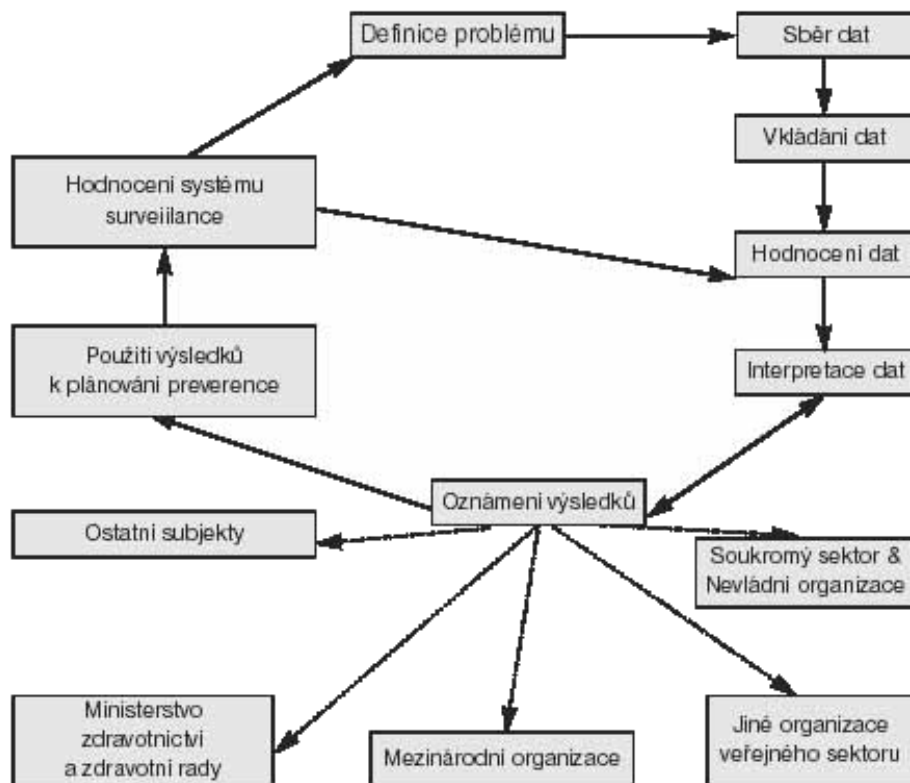 Definice problému
Sběr dat
Vkládání dat
Hodnocení systému
surveiilance
Hodnocení dat
Použití výsledků
k plánování preverence
Interpretace dat
Oznámení výsledků
Ostatní subjekty
Soukromý sektor &
Nevládní organizace
Ministerstvo
zdravotnictví
a zdravotní rady
Mezinárodní organizace
Jiné organizace
veřejného sektoru